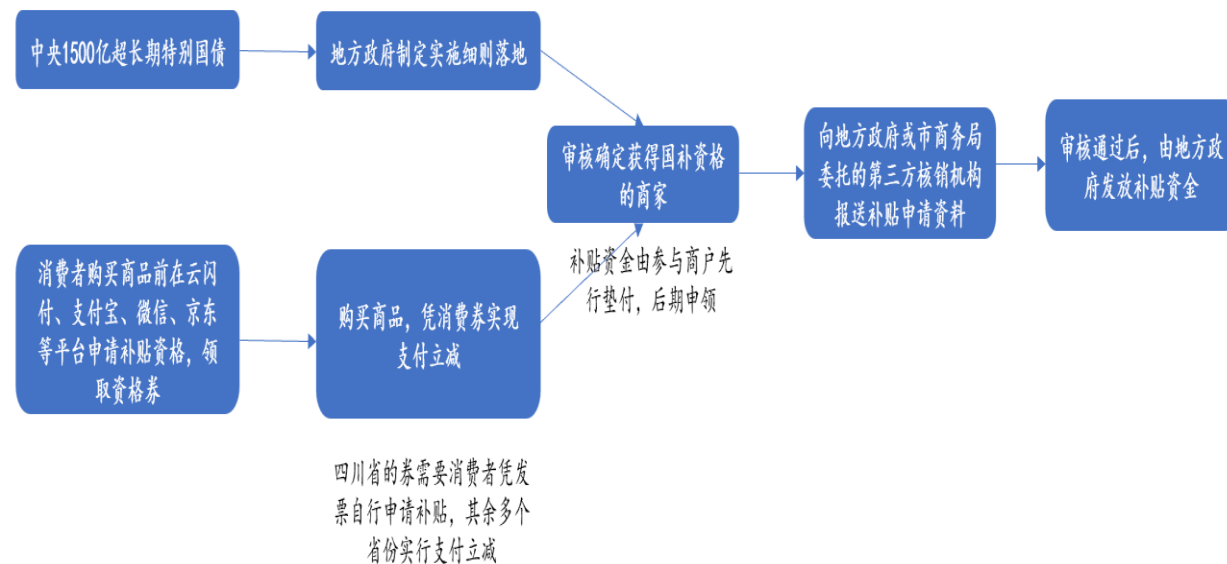 中央1500亿超长期特别国债
地方政府制定实施细则落地
审核确定获得国补资格
的商家
向地方政府或市商务局
委托的第三方核销机构
报送补贴申请资料
审核通过后，由地方政
府发放补贴资金
消费者购买商品前在云闪
付、支付宝、微信、京东
等平台申请补贴资格，领
取资格券
购买商品，凭消费券实现
支付立减
补贴资金由参与商户先
行垫付，后期申领
四川省的券需要消费者凭发
票自行申请补贴，其余多个
省份实行支付立减